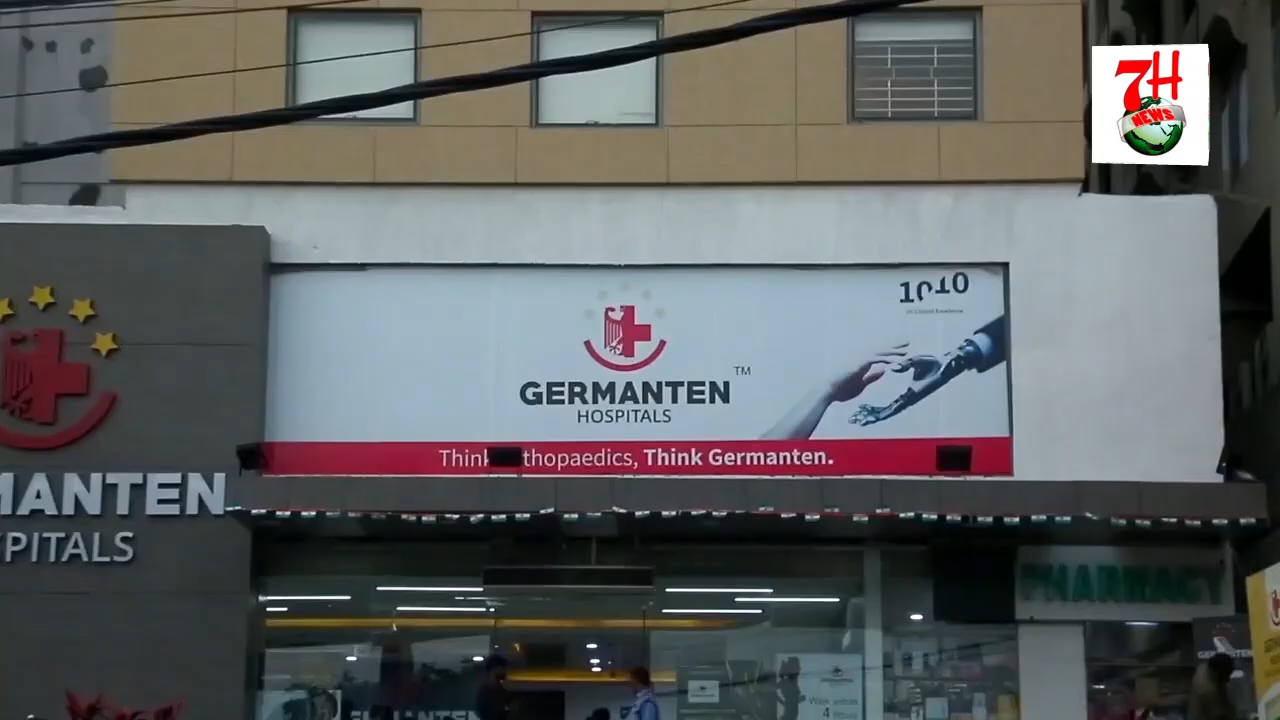 7H
NEWS
1010
GERMANTEN
TM
HOSPITALS
Think thopaedics, Think Germanten.
MANTEN
PITALS
PHARMACY